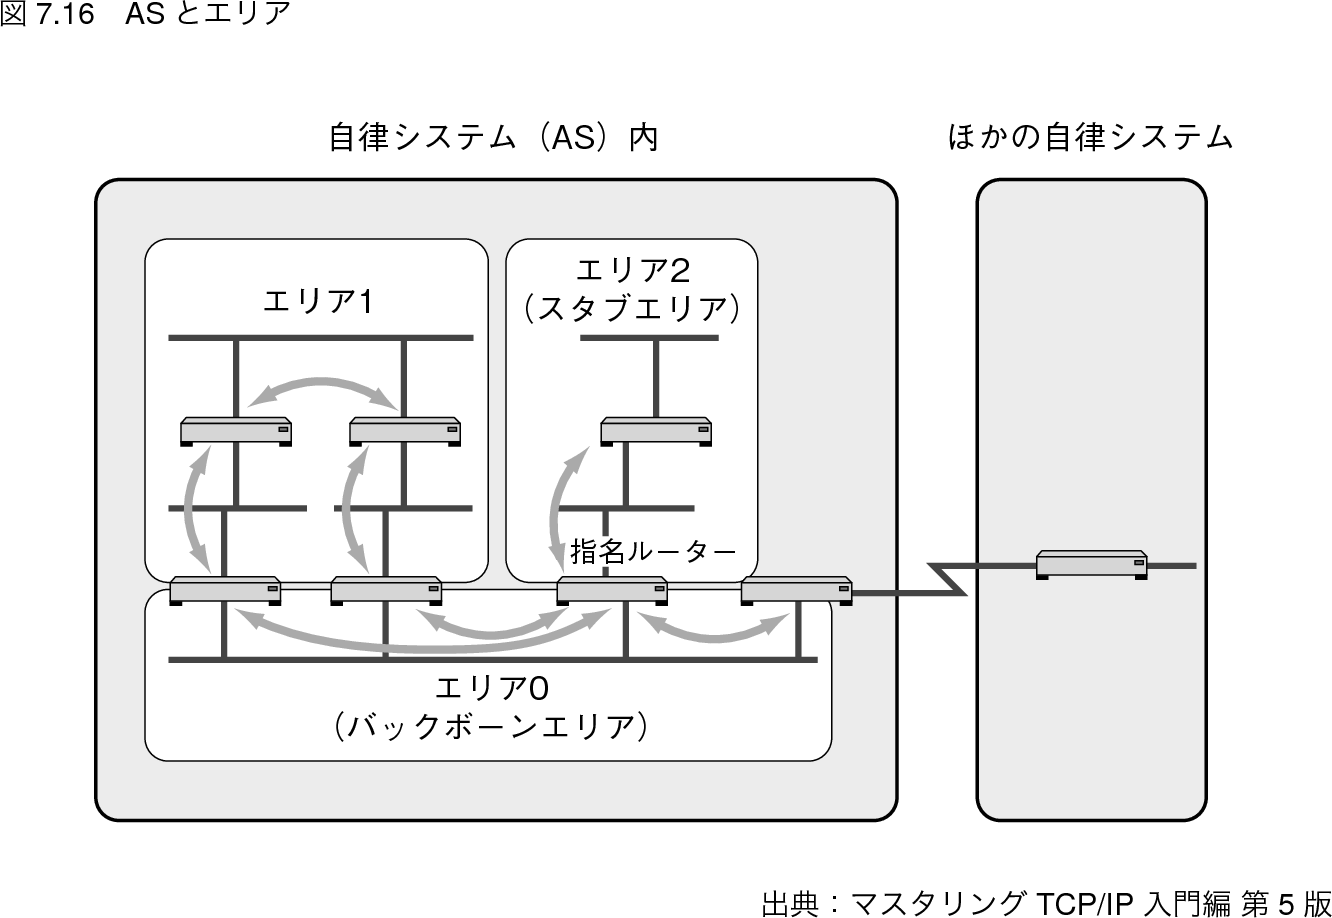 図 7.16　AS とエリア
自律システム（AS）内
ほかの自律システム
エリア1
エリア2
（スタブエリア）
指名ルーター
エリア0
（バックボーンエリア）
出典：マスタリング TCP/IP 入門編 第 5 版